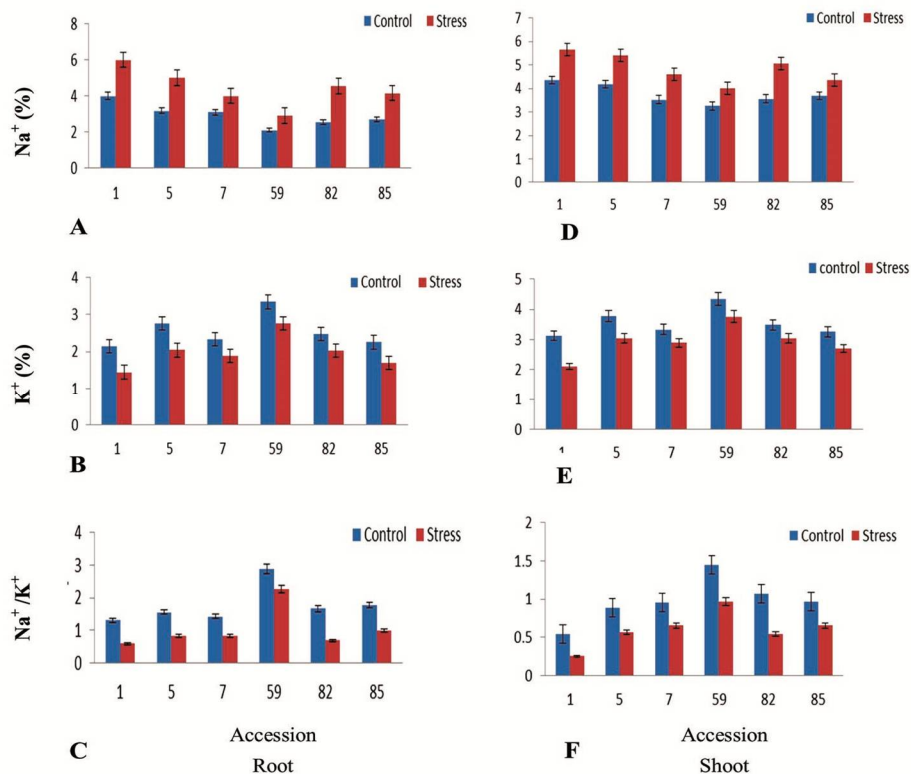 Control Stress
Na+ (%)
8
6
4
2
0
1 5 7 59 82 85
A
Control Stress
7
6
5
4
3
2
1
0
1 5 7 59 82 85
D
Control Stress
K+ (%)
4
3
2
1
0
1 5 7 59 82 85
B
control Stress
5
4
3
2
1
0
1 5 7 59 82 85
E
Control Stress
Na+/K+
4
3
2
1
0
1 5 7 59 82 85
C
Accession
Root
Control Stress
2
1.5
1
0.5
0
1 5 7 59 82 85
F
Accession
Shoot